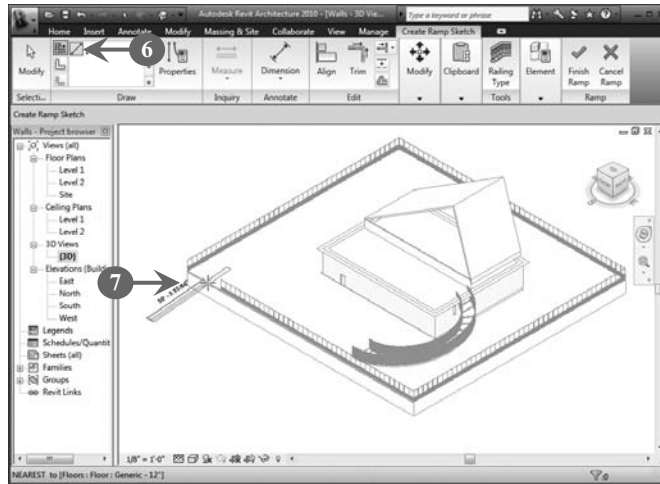 Autodesk Revit Architecture 2010 - [Walls - 3D Vie...
Type a keyword or phrase
Home Insert Annotate Modify Massing & Site Collaborate View Manage Create Ramp Sketch
6
Modify
Properties
Measure
Dimension
Align Trim
Modify
Clipboard
Railing Type
Element
Finish Ramp
Cancel Ramp
Selecti... Draw Inquiry Annotate Edit Tools Ramp
Create Ramp Sketch
Walls - Project browser
Views (all)
Floor Plans
Level 1
Level 2
Site
Ceiling Plans
Level 1
Level 2
3D Views
{3D}
Elevations (Buildi
East
North
South
West
Legends
Schedules/Quantit
Sheets (all)
Families
Groups
Revit Links
7
1/8" = 1'-0"
NEAREST to [Floors : Floor : Generic - 12"]
:0